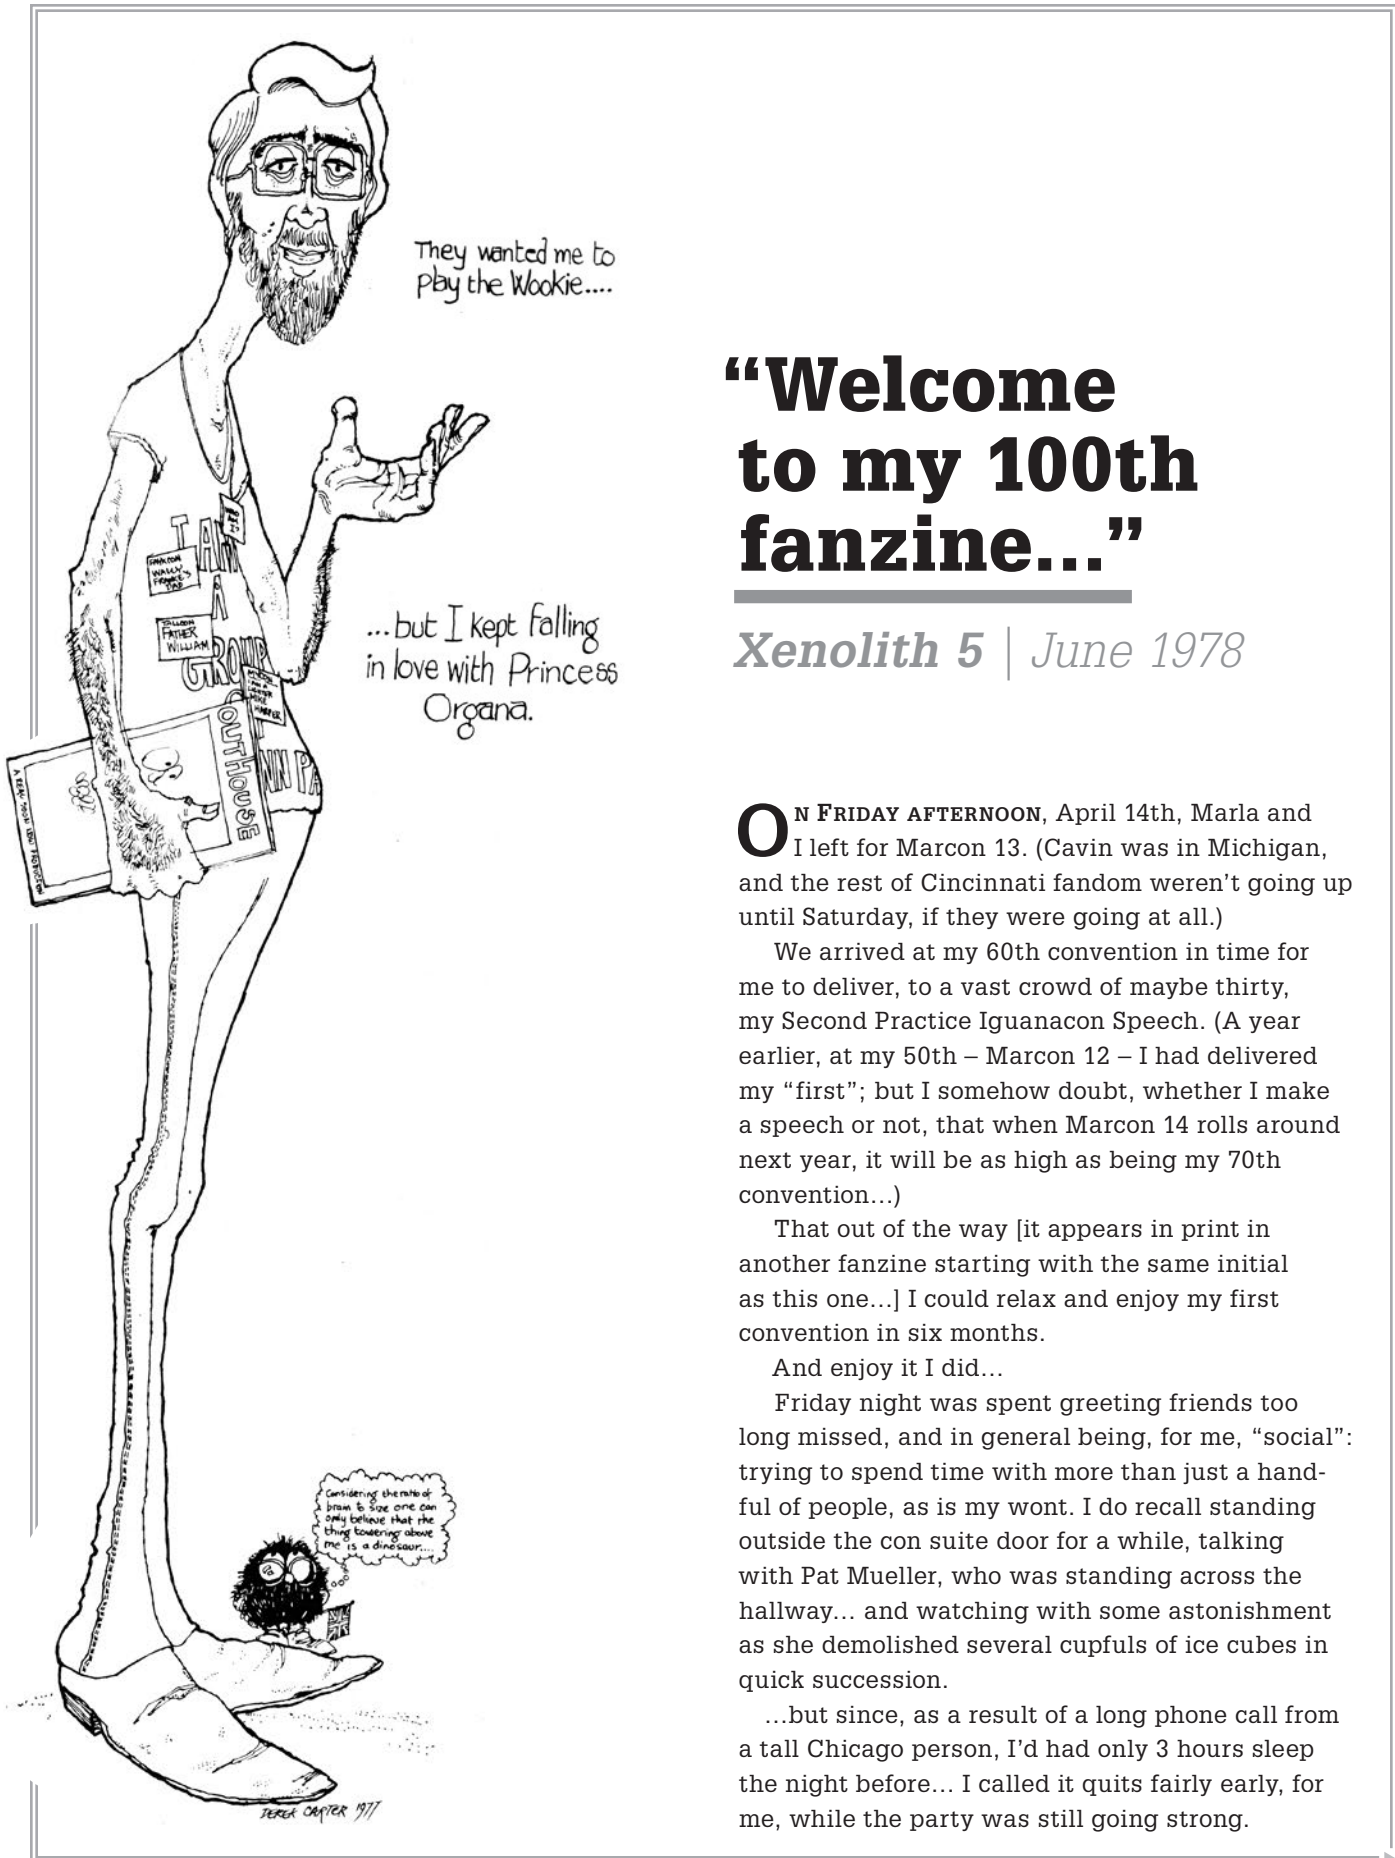 They wanted me to
play the Wookie....
...but I kept falling
in love with Princess
Organa.
I AM
A
GROUP
WALLY
DAD
FATHER
WILLIAM
MIKE
HARPER
OUTHOUSE
Considering the ratio of
brain to size one can
only believe that the
thing towering above
me is a dinosaur....
DEREK CARTER 1977
“Welcome
to my 100th
fanzine...”
Xenolith 5 | June 1978
ON FRIDAY AFTERNOON, April 14th, Marla and
I left for Marcon 13. (Cavin was in Michigan,
and the rest of Cincinnati fandom weren't going up
until Saturday, if they were going at all.)
We arrived at my 60th convention in time for
me to deliver, to a vast crowd of maybe thirty,
my Second Practice Iguanacon Speech. (A year
earlier, at my 50th – Marcon 12 – I had delivered
my “first”; but I somehow doubt, whether I make
a speech or not, that when Marcon 14 rolls around
next year, it will be as high as being my 70th
convention...)
That out of the way [it appears in print in
another fanzine starting with the same initial
as this one...] I could relax and enjoy my first
convention in six months.
And enjoy it I did...
Friday night was spent greeting friends too
long missed, and in general being, for me, “social”:
trying to spend time with more than just a hand-
ful of people, as is my wont. I do recall standing
outside the con suite door for a while, talking
with Pat Mueller, who was standing across the
hallway... and watching with some astonishment
as she demolished several cupfuls of ice cubes in
quick succession.
...but since, as a result of a long phone call from
a tall Chicago person, I’d had only 3 hours sleep
the night before... I called it quits fairly early, for
me, while the party was still going strong.